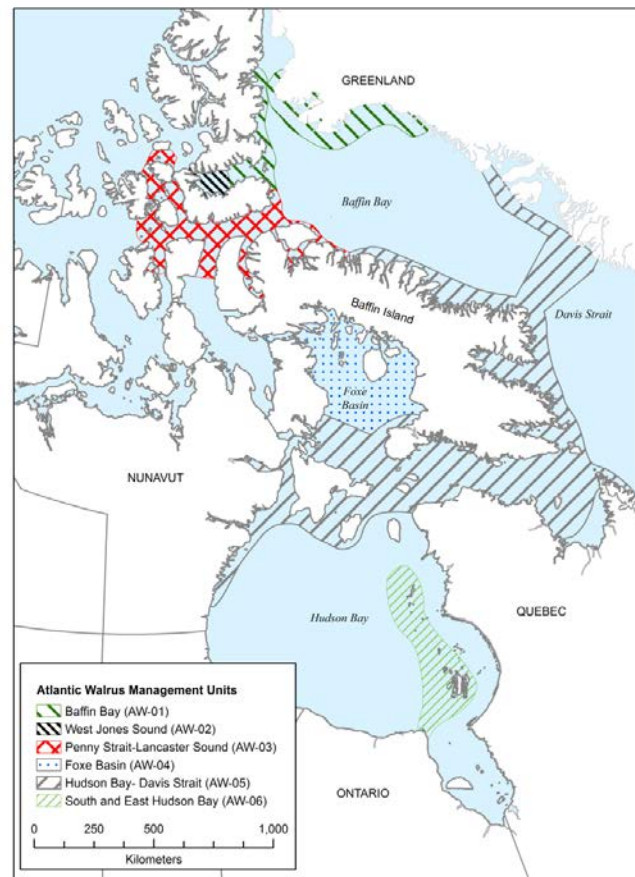 GREENLAND
Baffin Bay
Davis Strait
Baffin Island
Foxe
Basin
NUNAVUT
QUEBEC
Hudson Bay
ONTARIO
Atlantic Walrus Management Units
Baffin Bay (AW-01)
West Jones Sound (AW-02)
Penny Strait-Lancaster Sound (AW-03)
Foxe Basin (AW-04)
Hudson Bay- Davis Strait (AW-05)
South and East Hudson Bay (AW-06)
0 250 500 1,000
Kilometers